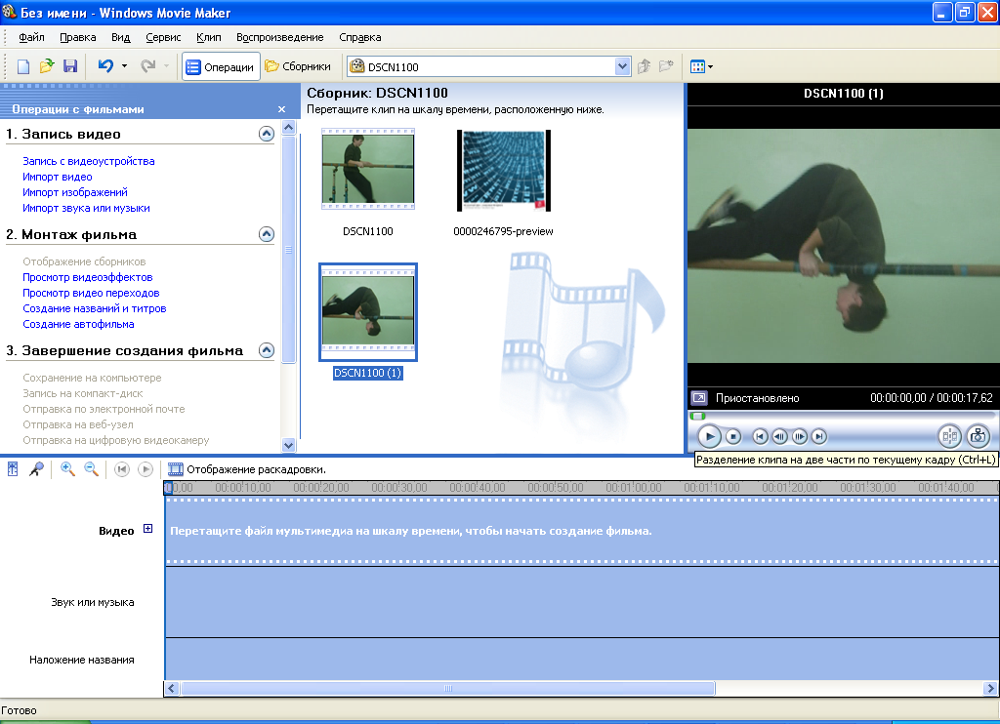 Без имени - Windows Movie Maker
Файл Правка Вид Сервис Клип Воспроизведение Справка
Операции Сборники DSCN1100
Операции с фильмами
1. Запись видео
Запись с видеоустройства
Импорт видео
Импорт изображений
Импорт звука или музыки
2. Монтаж фильма
Отображение сборников
Просмотр видеоэффектов
Просмотр видео переходов
Создание названий и титров
Создание автофильма
3. Завершение создания фильма
Сохранение на компьютере
Запись на компакт-диск
Отправка по электронной почте
Отправка на веб-узел
Отправка на цифровую видеокамеру
Сборник: DSCN1100
Перетащите клип на шкалу времени, расположенную ниже.
DSCN1100
0000246795-preview
DSCN1100 (1)
DSCN1100 (1)
Приостановлено 00:00:00,00 / 00:00:17,62
Разделение клипа на две части по текущему кадру (Ctrl+L)
Отображение раскадровки.
0,00 00:00:10,00 00:00:20,00 00:00:30,00 00:00:40,00 00:00:50,00 00:01:00,00 00:01:10,00 00:01:20,00 00:01:30,00 00:01:40,00
Видео
Перетащите файл мультимедиа на шкалу времени, чтобы начать создание фильма.
Звук или музыка
Наложение названия
Готово